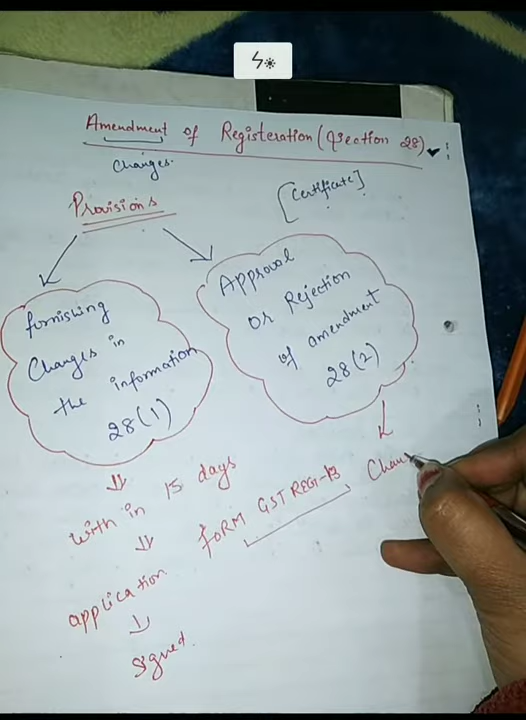 Amendment of Registeration (Section 28)
Changes.
[Certificate]
Provisions
furnishing
Changes in
the information
28(1)
Approval
or Rejection
of amendment
28(2)
with in 15 days
application
signed.
FORM GST REG-13
Chan